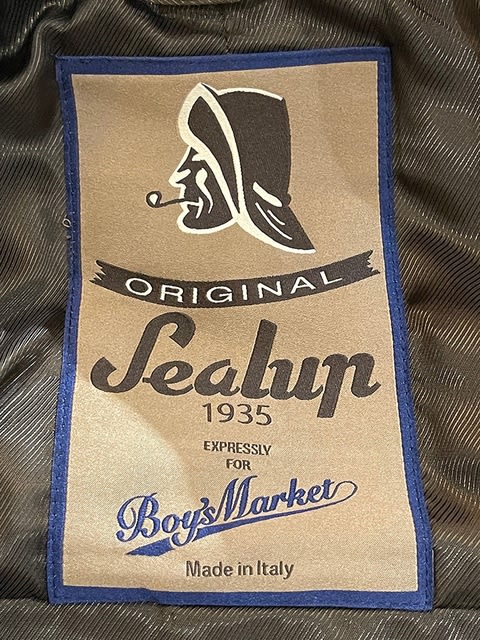 ORIGINAL
Sealup
1935
EXPRESSLY
FOR
Boy's Market
Made in Italy